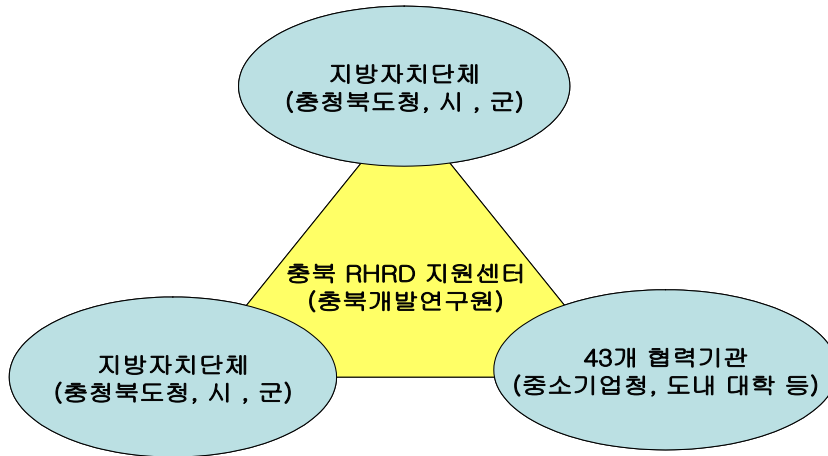 지방자치단체
(충청북도청, 시 , 군)
충북 RHRD 지원센터
(충북개발연구원)
지방자치단체
(충청북도청, 시 , 군)
43개 협력기관
(중소기업청, 도내 대학 등)